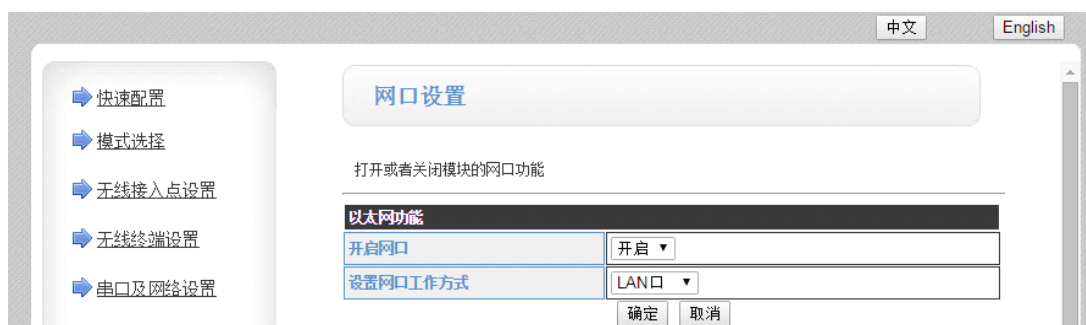 中文 English
快速配置
模式选择
无线接入点设置
无线终端设置
串口及网络设置
网口设置
打开或者关闭模块的网口功能
以太网功能
开启网口 开启
设置网口工作方式 LAN口
确定 取消